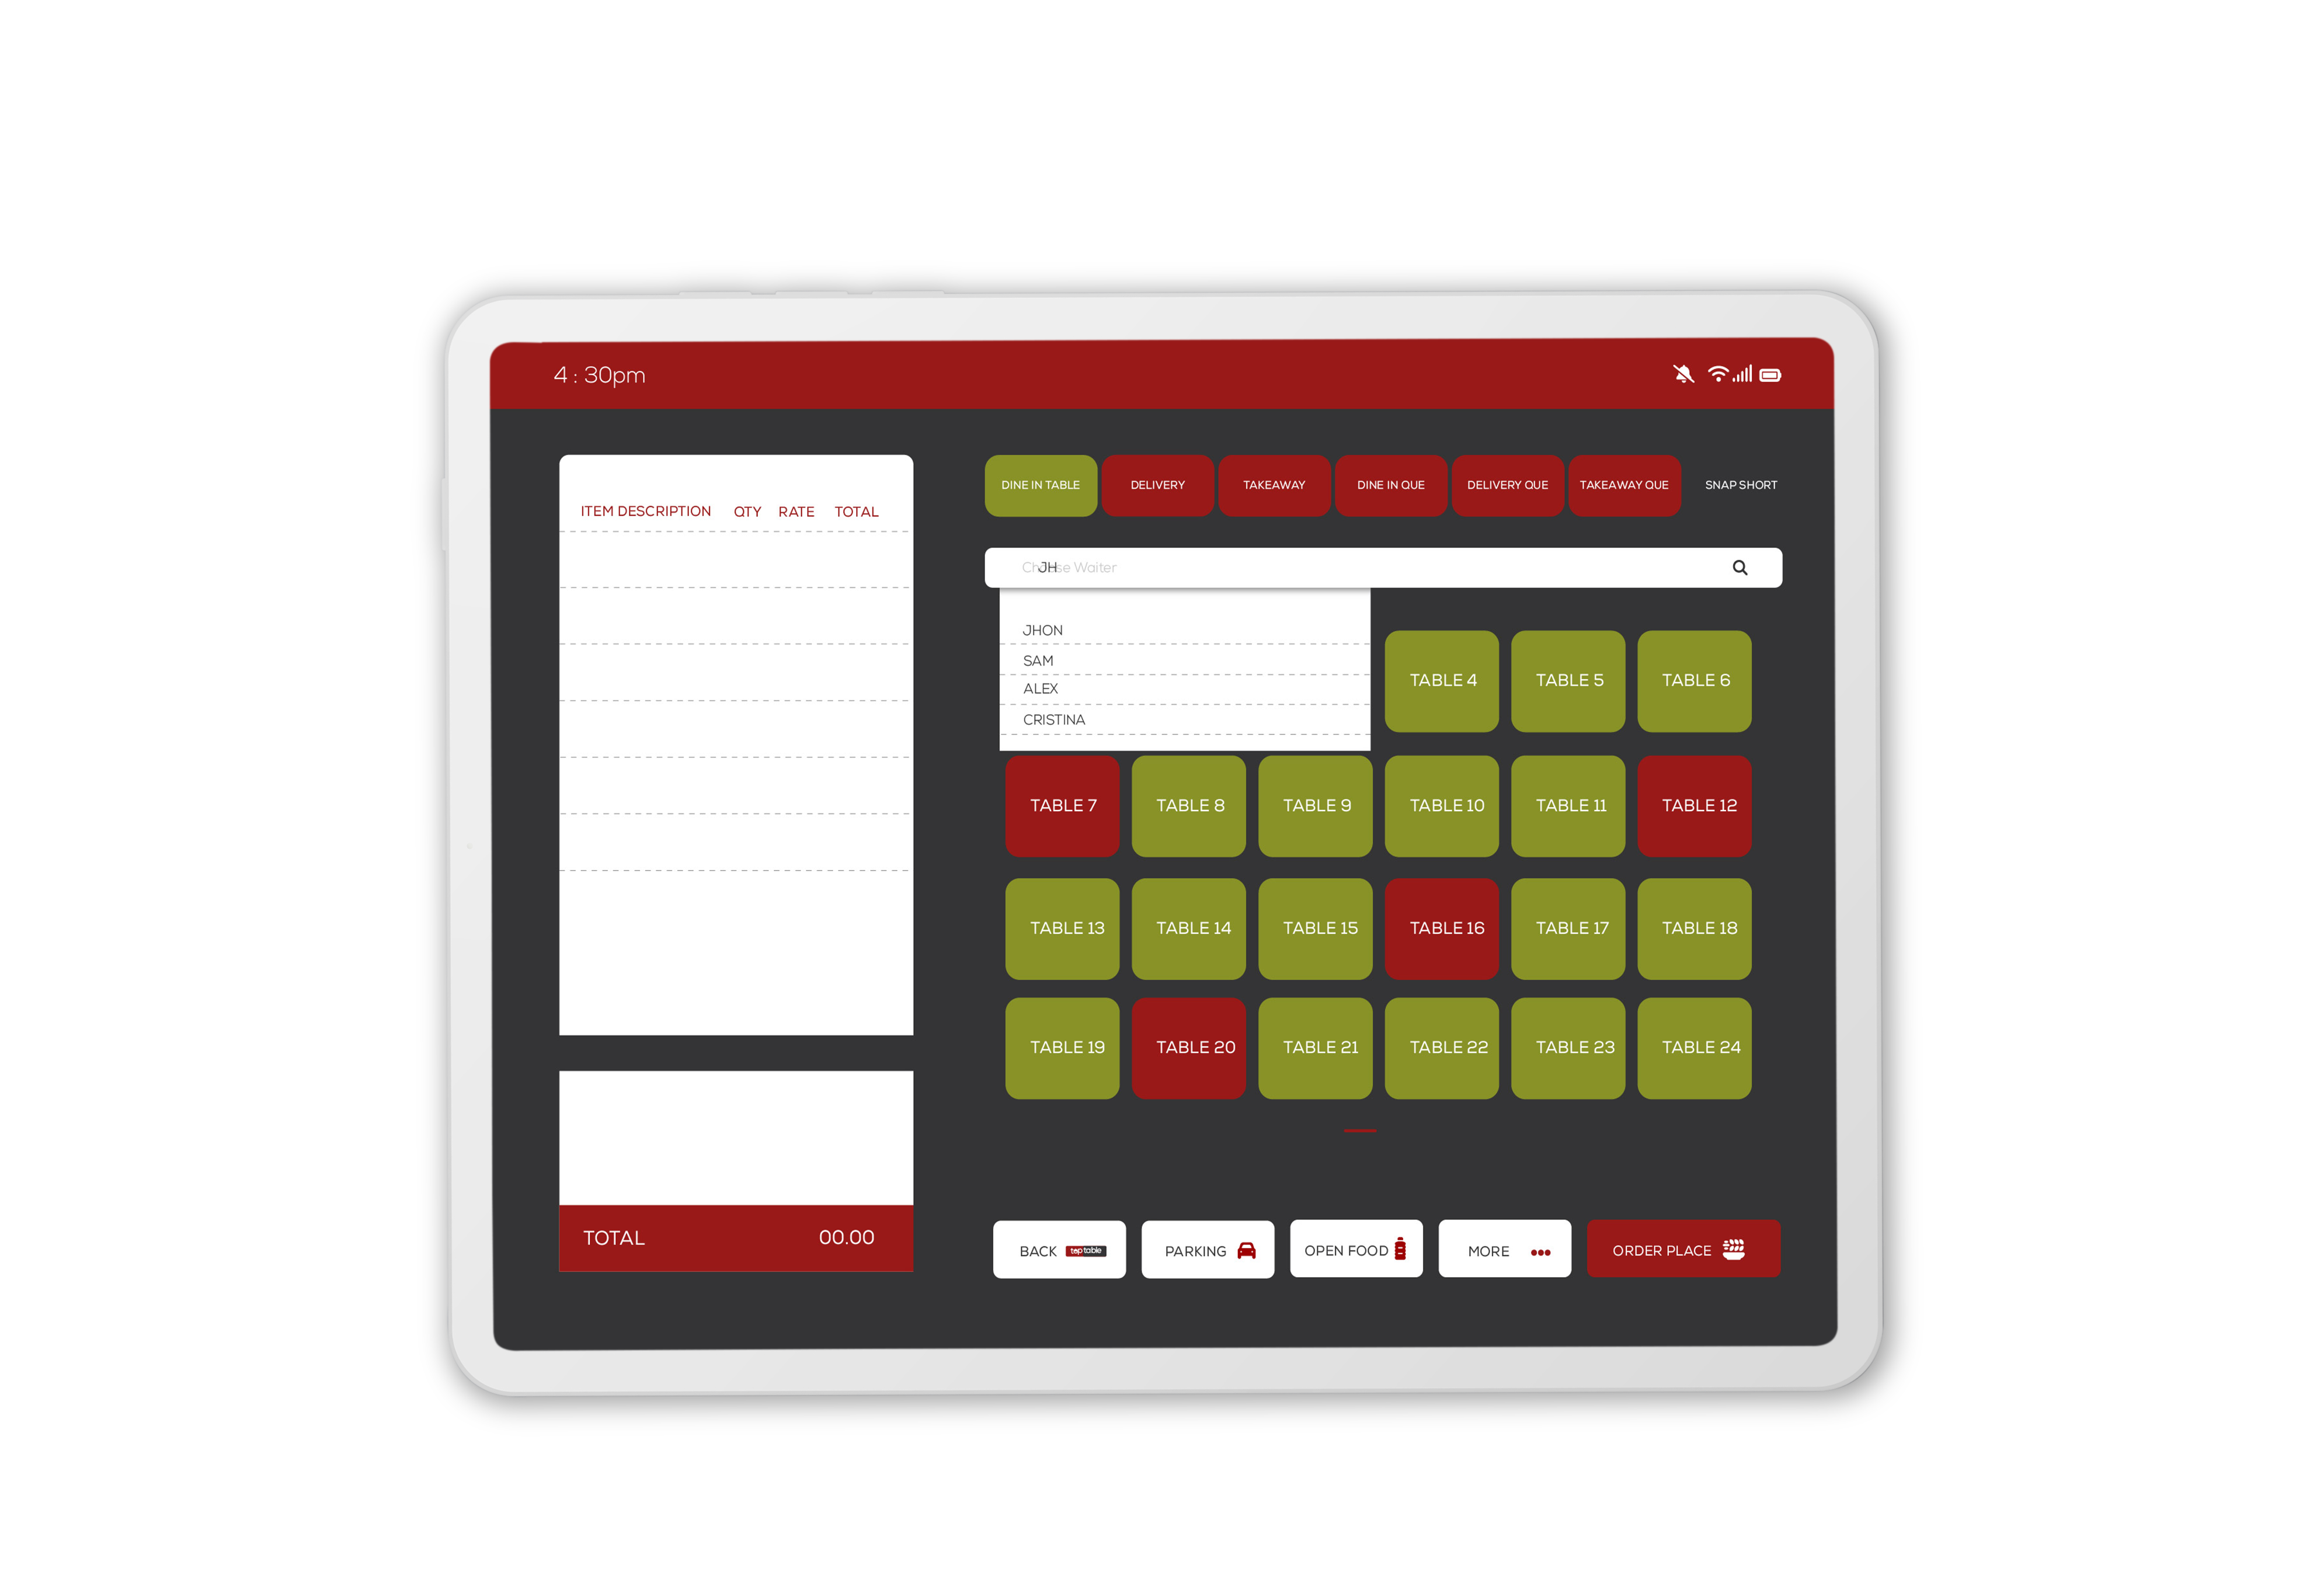 4 : 30pm
ITEM DESCRIPTION QTY RATE TOTAL
TOTAL 00.00
DINE IN TABLE DELIVERY TAKEAWAY DINE IN QUE DELIVERY QUE TAKEAWAY QUE SNAP SHORT
Choose Waiter
JH
JHON
SAM
ALEX
CRISTINA
TABLE 4 TABLE 5 TABLE 6
TABLE 7 TABLE 8 TABLE 9 TABLE 10 TABLE 11 TABLE 12
TABLE 13 TABLE 14 TABLE 15 TABLE 16 TABLE 17 TABLE 18
TABLE 19 TABLE 20 TABLE 21 TABLE 22 TABLE 23 TABLE 24
BACK top table PARKING OPEN FOOD MORE ORDER PLACE